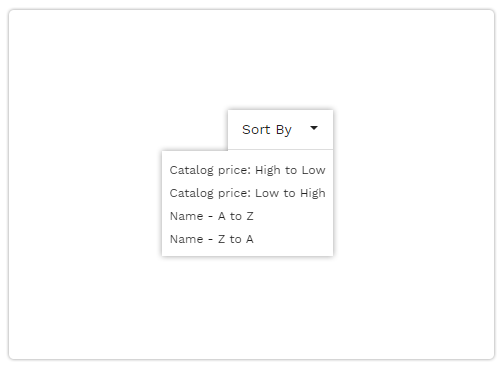 Sort By
Catalog price: High to Low
Catalog price: Low to High
Name - A to Z
Name - Z to A